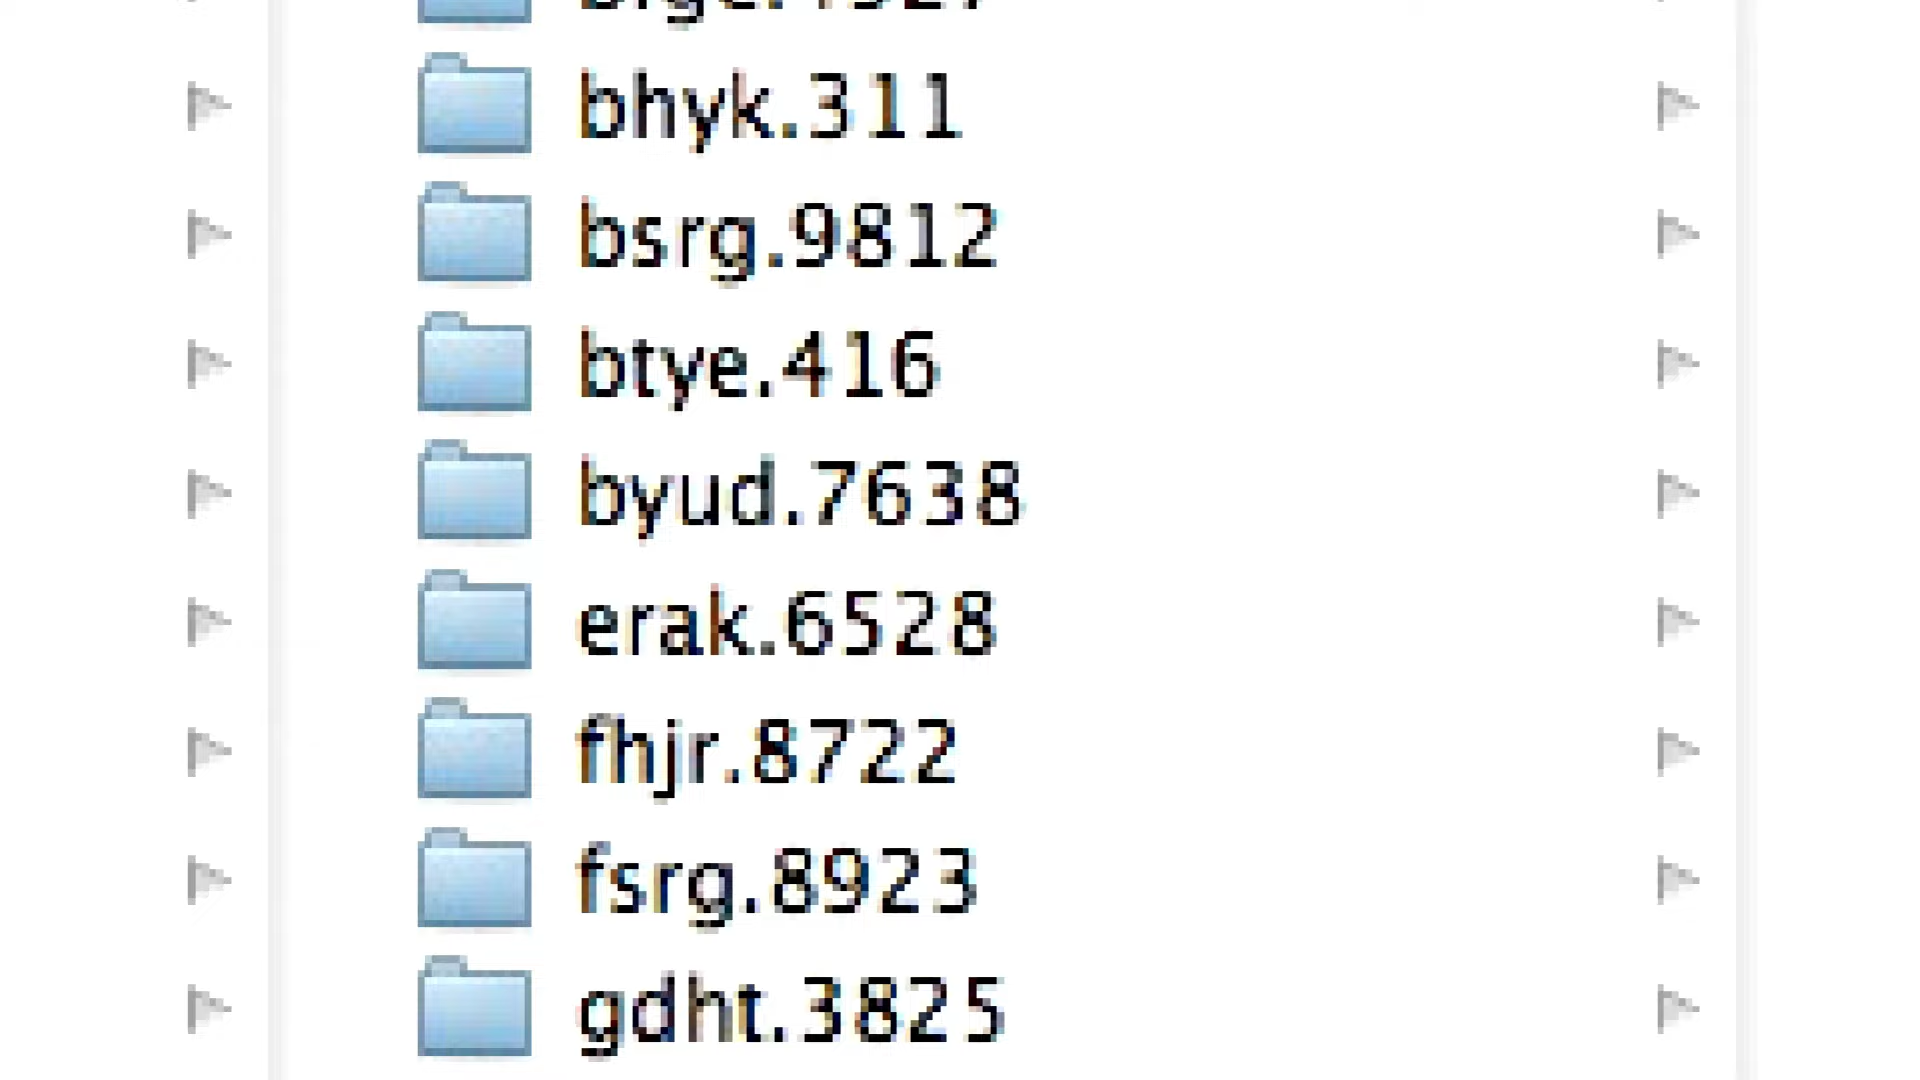 bhyk.311
bsrg.9812
btye.416
byud.7638
erak.6528
fhjr.8722
fsrg.8923
gdht.3825